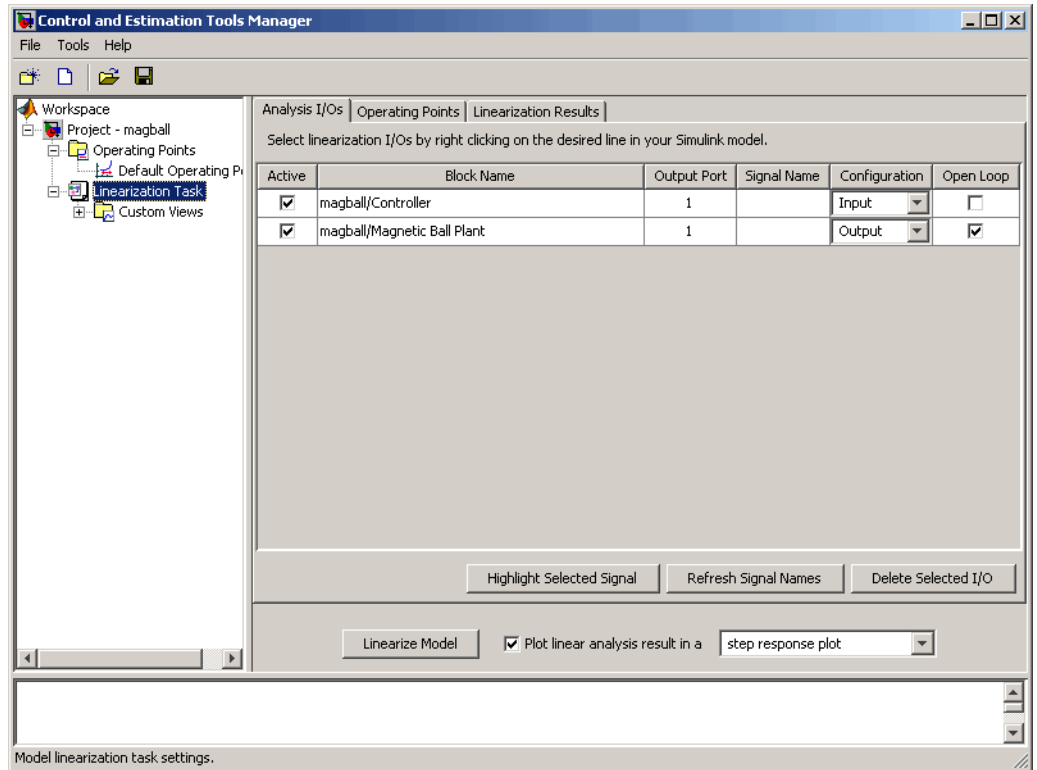 Control and Estimation Tools Manager
File Tools Help
Workspace
Project - magball
Operating Points
Default Operating P
Linearization Task
Custom Views
Analysis I/Os Operating Points Linearization Results
Select linearization I/Os by right clicking on the desired line in your Simulink model.
Active Block Name Output Port Signal Name Configuration Open Loop
magball/Controller 1 Input
magball/Magnetic Ball Plant 1 Output
Highlight Selected Signal Refresh Signal Names Delete Selected I/O
Linearize Model Plot linear analysis result in a step response plot
Model linearization task settings.